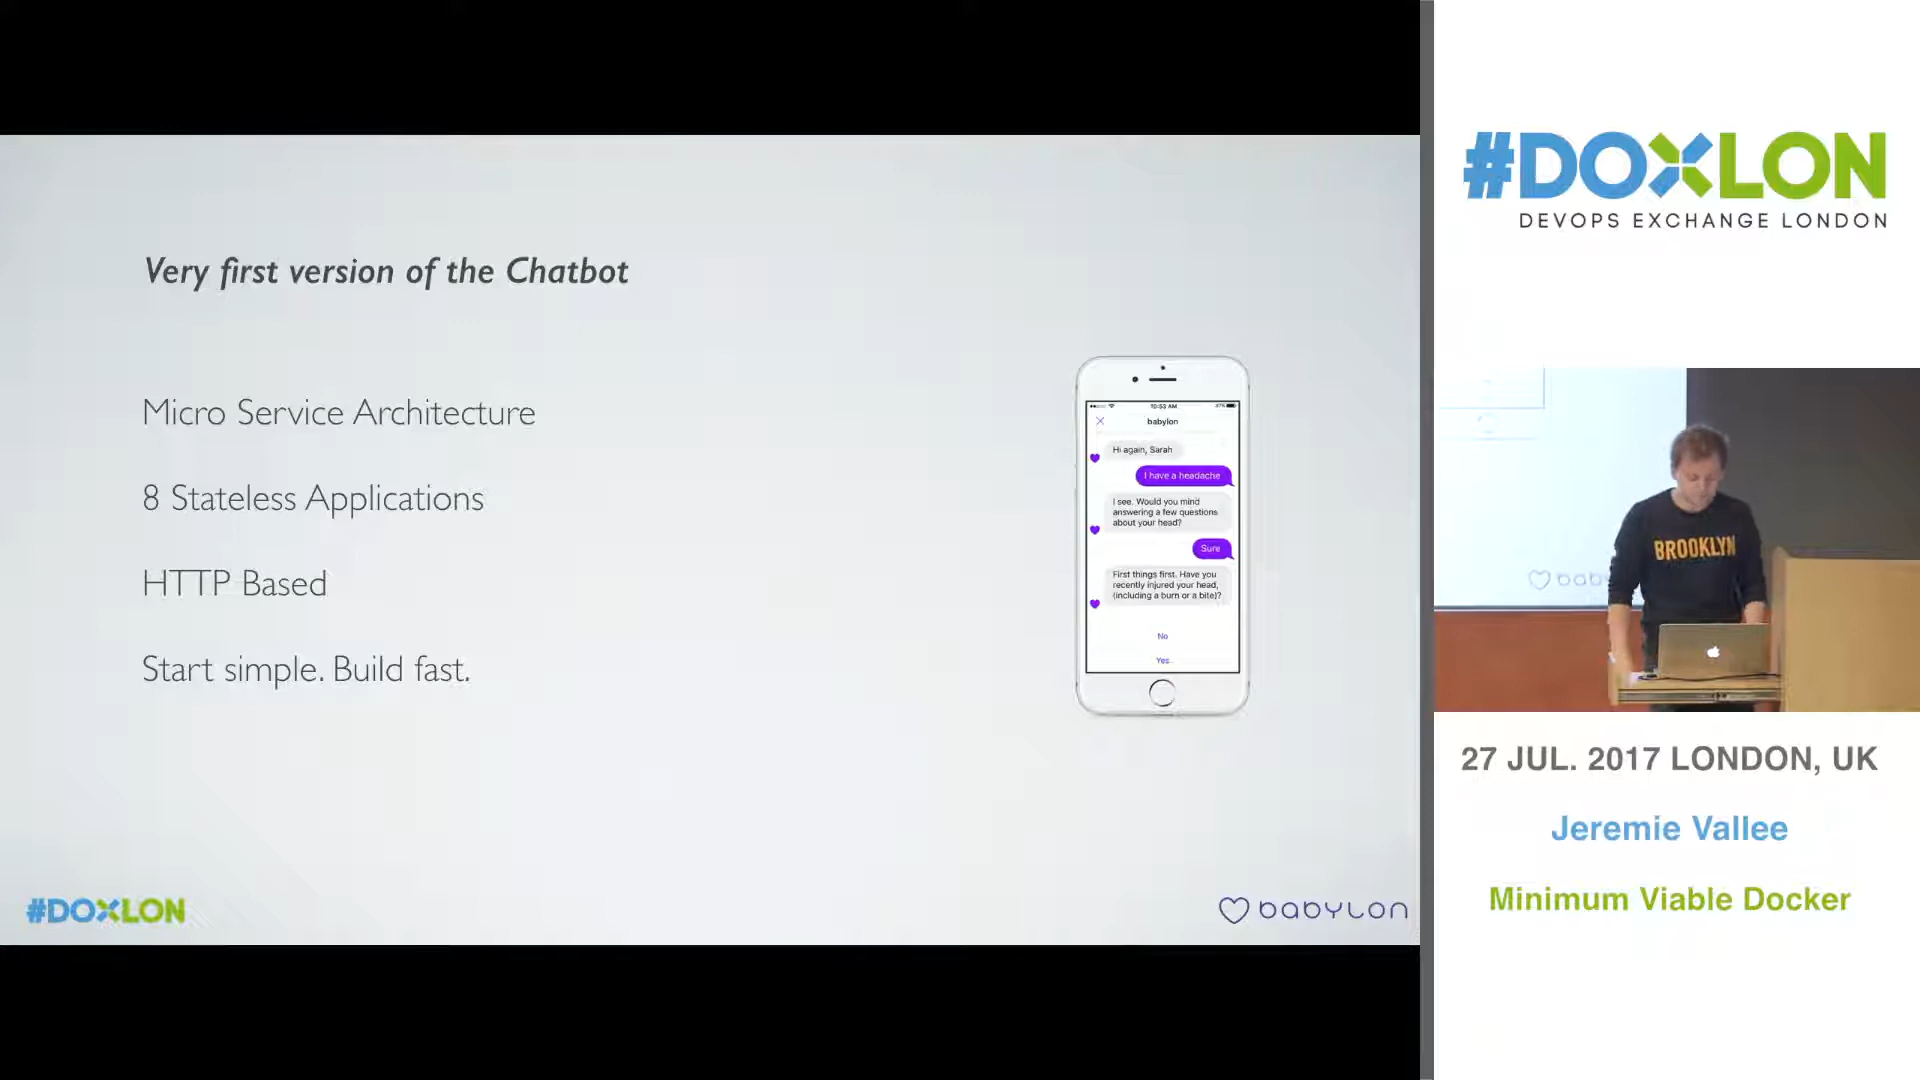 Very first version of the Chatbot
Micro Service Architecture
8 Stateless Applications
HTTP Based
Start simple. Build fast.
10:53 AM
babylon
Hi again, Sarah
I have a headache
I see. Would you mind
answering a few questions
about your head?
Sure
First things first. Have you
recently injured your head,
(including a burn or a bite)?
No
Yes
#DOXLON
babylon
#DOXLON
DEVOPS EXCHANGE LONDON
BROOKLYN
27 JUL. 2017 LONDON, UK
Jeremie Vallee
Minimum Viable Docker